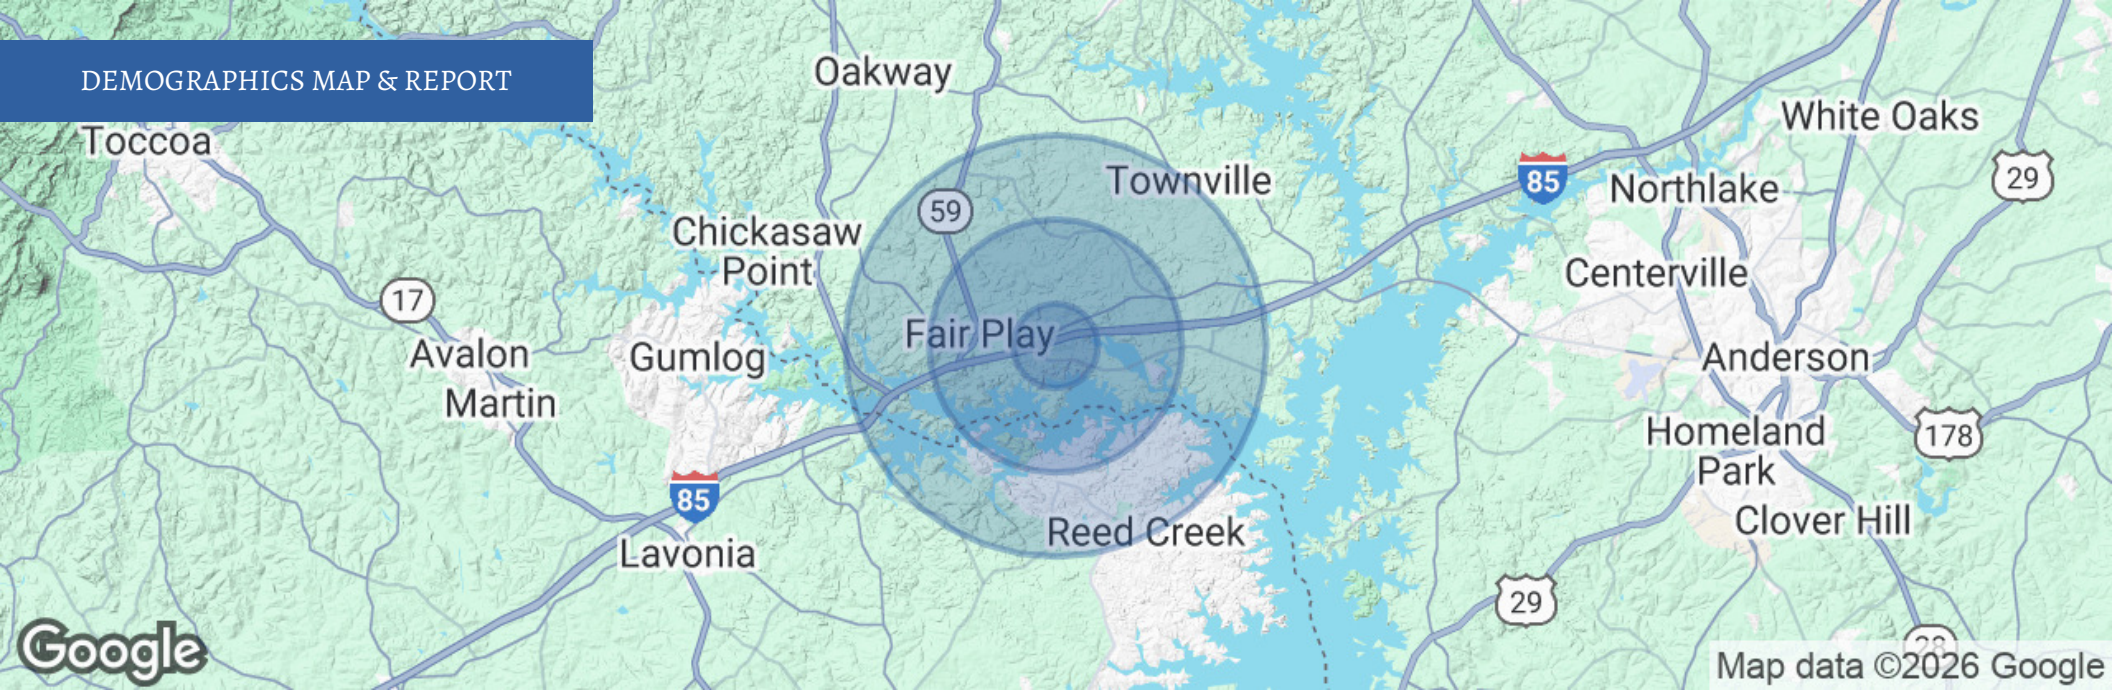 DEMOGRAPHICS MAP & REPORT
Oakway
White Oaks
Toccoa
Townville
85
29
Northlake
59
Chickasaw
Point
Centerville
17
Fair Play
Avalon
Gumlog
Anderson
Martin
Homeland
Park
178
85
Clover Hill
Reed Creek
Lavonia
29
28
Google
Map data ©2026 Google